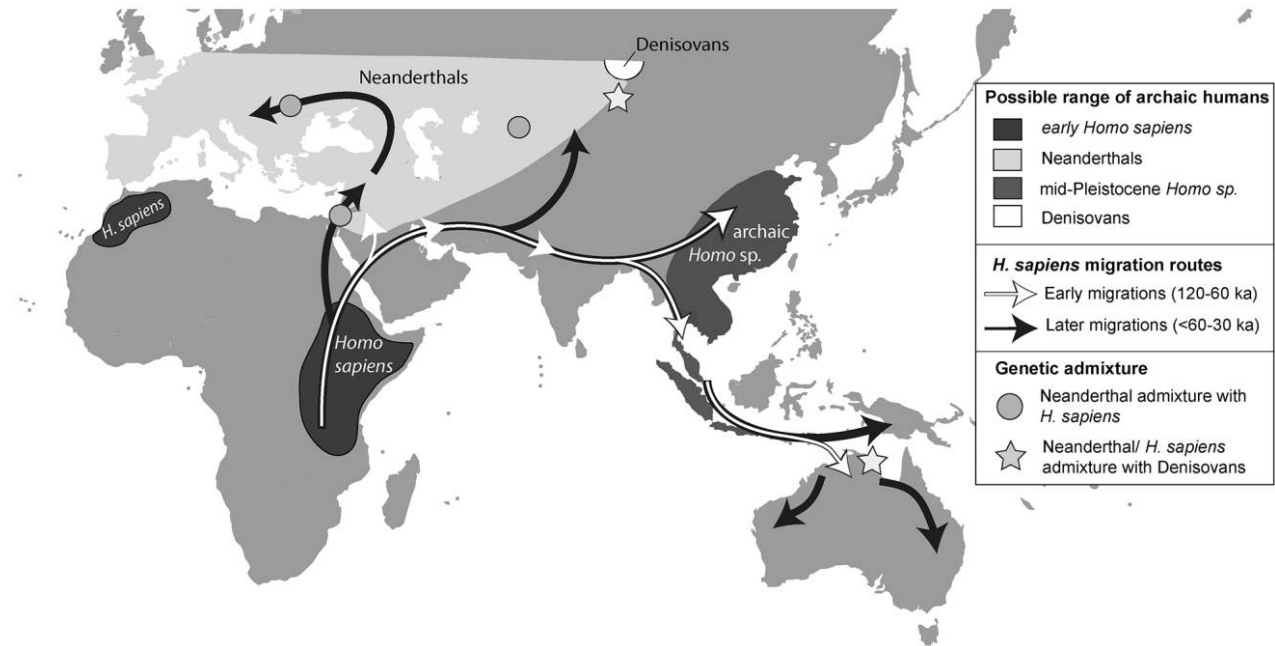 Denisovans
Neanderthals
H. sapiens
archaic
Homo sp.
Homo
sapiens
Possible range of archaic humans
early Homo sapiens
Neanderthals
mid-Pleistocene Homo sp.
Denisovans
H. sapiens migration routes
Early migrations (120-60 ka)
Later migrations (<60-30 ka)
Genetic admixture
Neanderthal admixture with
H. sapiens
Neanderthal/ H. sapiens
admixture with Denisovans